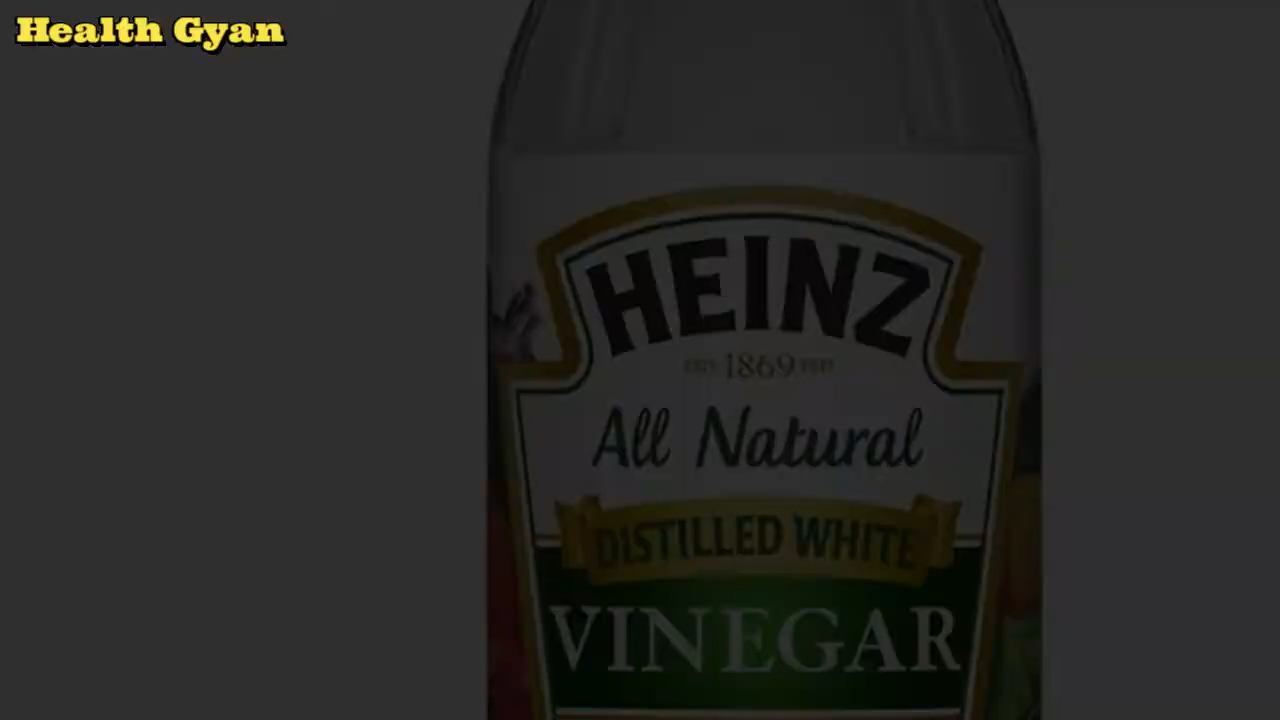 Health Gyan
HEINZ
1869
All Natural
DISTILLED WHITE
VINEGAR